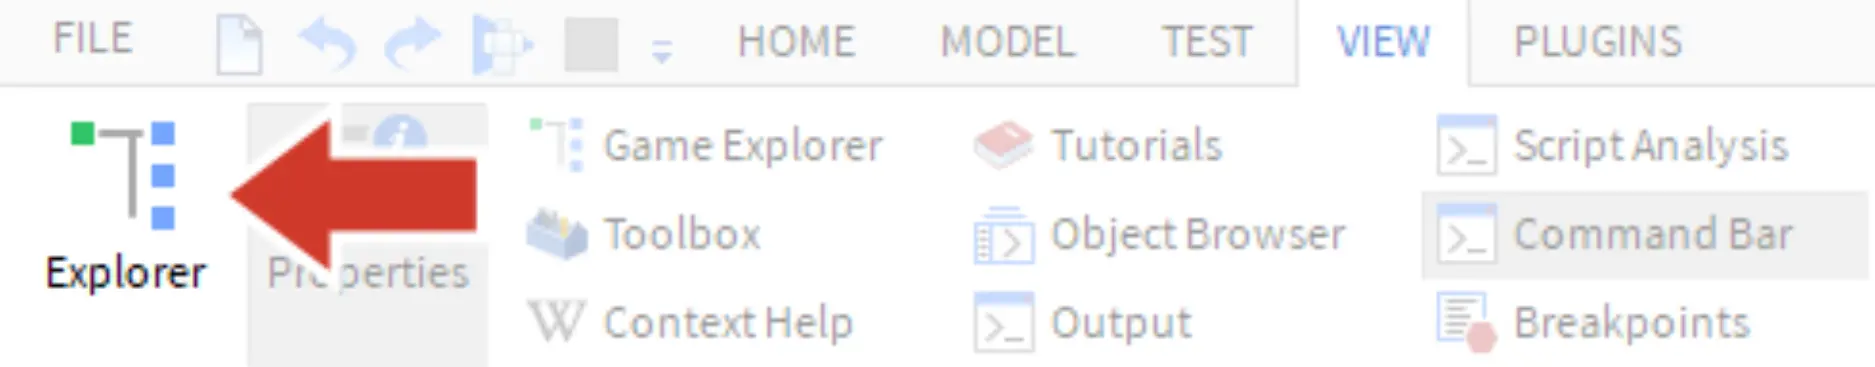 FILE HOME MODEL TEST VIEW PLUGINS
Game Explorer Tutorials Script Analysis
Toolbox Object Browser Command Bar
Explorer Properties
Context Help Output Breakpoints